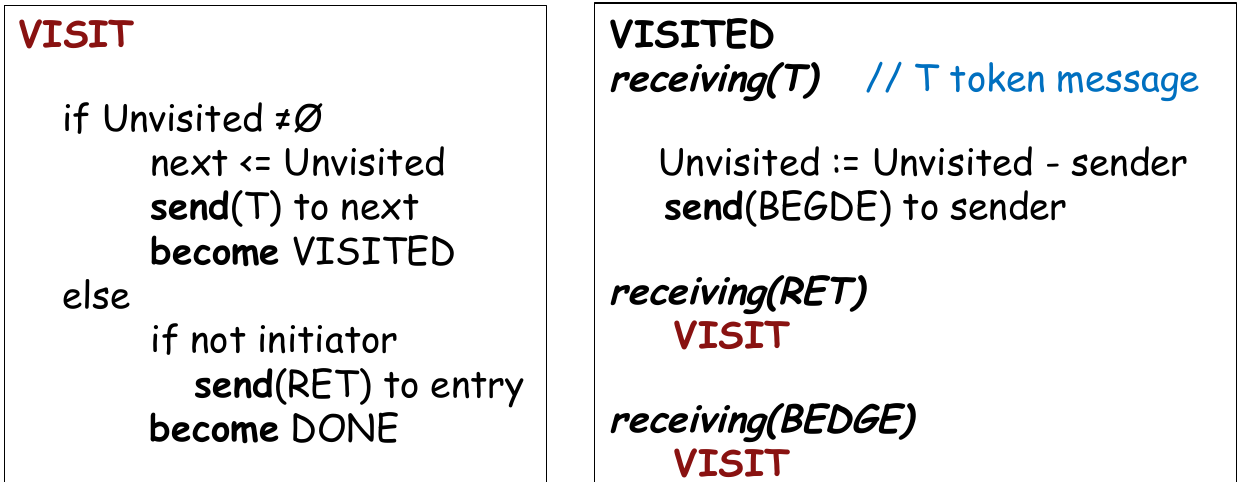 VISIT
if Unvisited ≠Ø
next <= Unvisited
send(T) to next
become VISITED
else
if not initiator
send(RET) to entry
become DONE
VISITED
receiving(T) // T token message
Unvisited := Unvisited - sender
send(BEGDE) to sender
receiving(RET)
VISIT
receiving(BEDGE)
VISIT